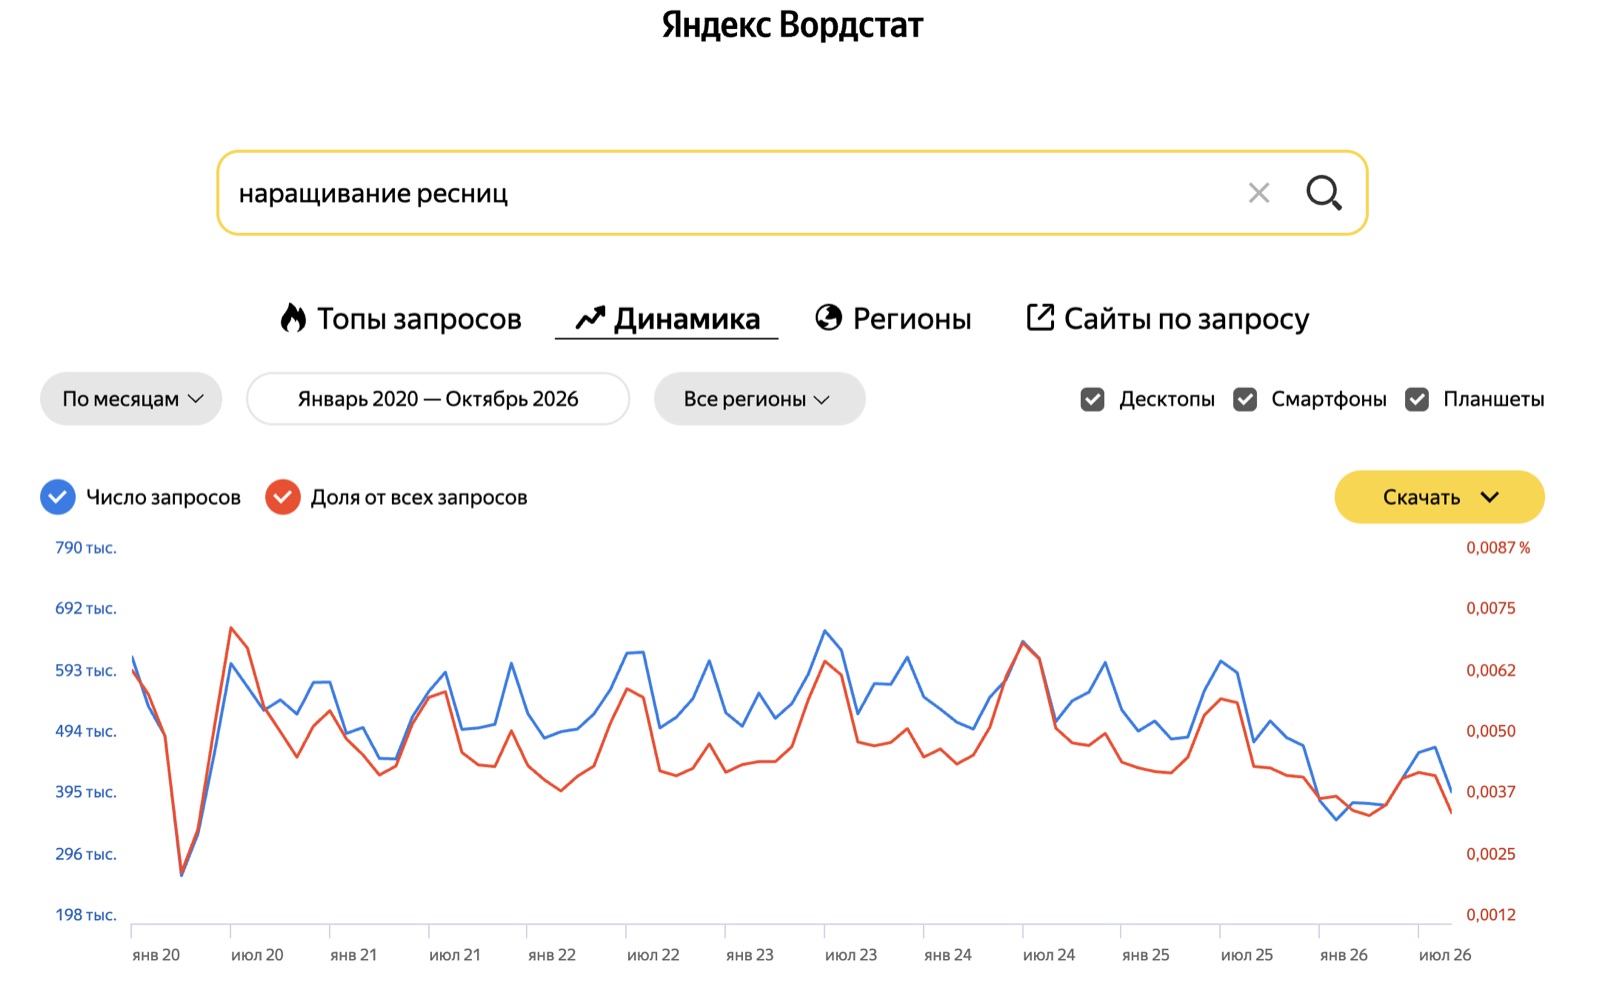 Яндекс Вордстат
наращивание ресниц
Топы запросов Динамика Регионы Сайты по запросу
По месяцам Январь 2020 — Октябрь 2026 Все регионы Десктопы Смартфоны Планшеты
Число запросов Доля от всех запросов Скачать
790 тыс. 0,0087 %
692 тыс. 0,0075
593 тыс. 0,0062
494 тыс. 0,0050
395 тыс. 0,0037
296 тыс. 0,0025
198 тыс. 0,0012
янв 20 июл 20 янв 21 июл 21 янв 22 июл 22 янв 23 июл 23 янв 24 июл 24 янв 25 июл 25 янв 26 июл 26